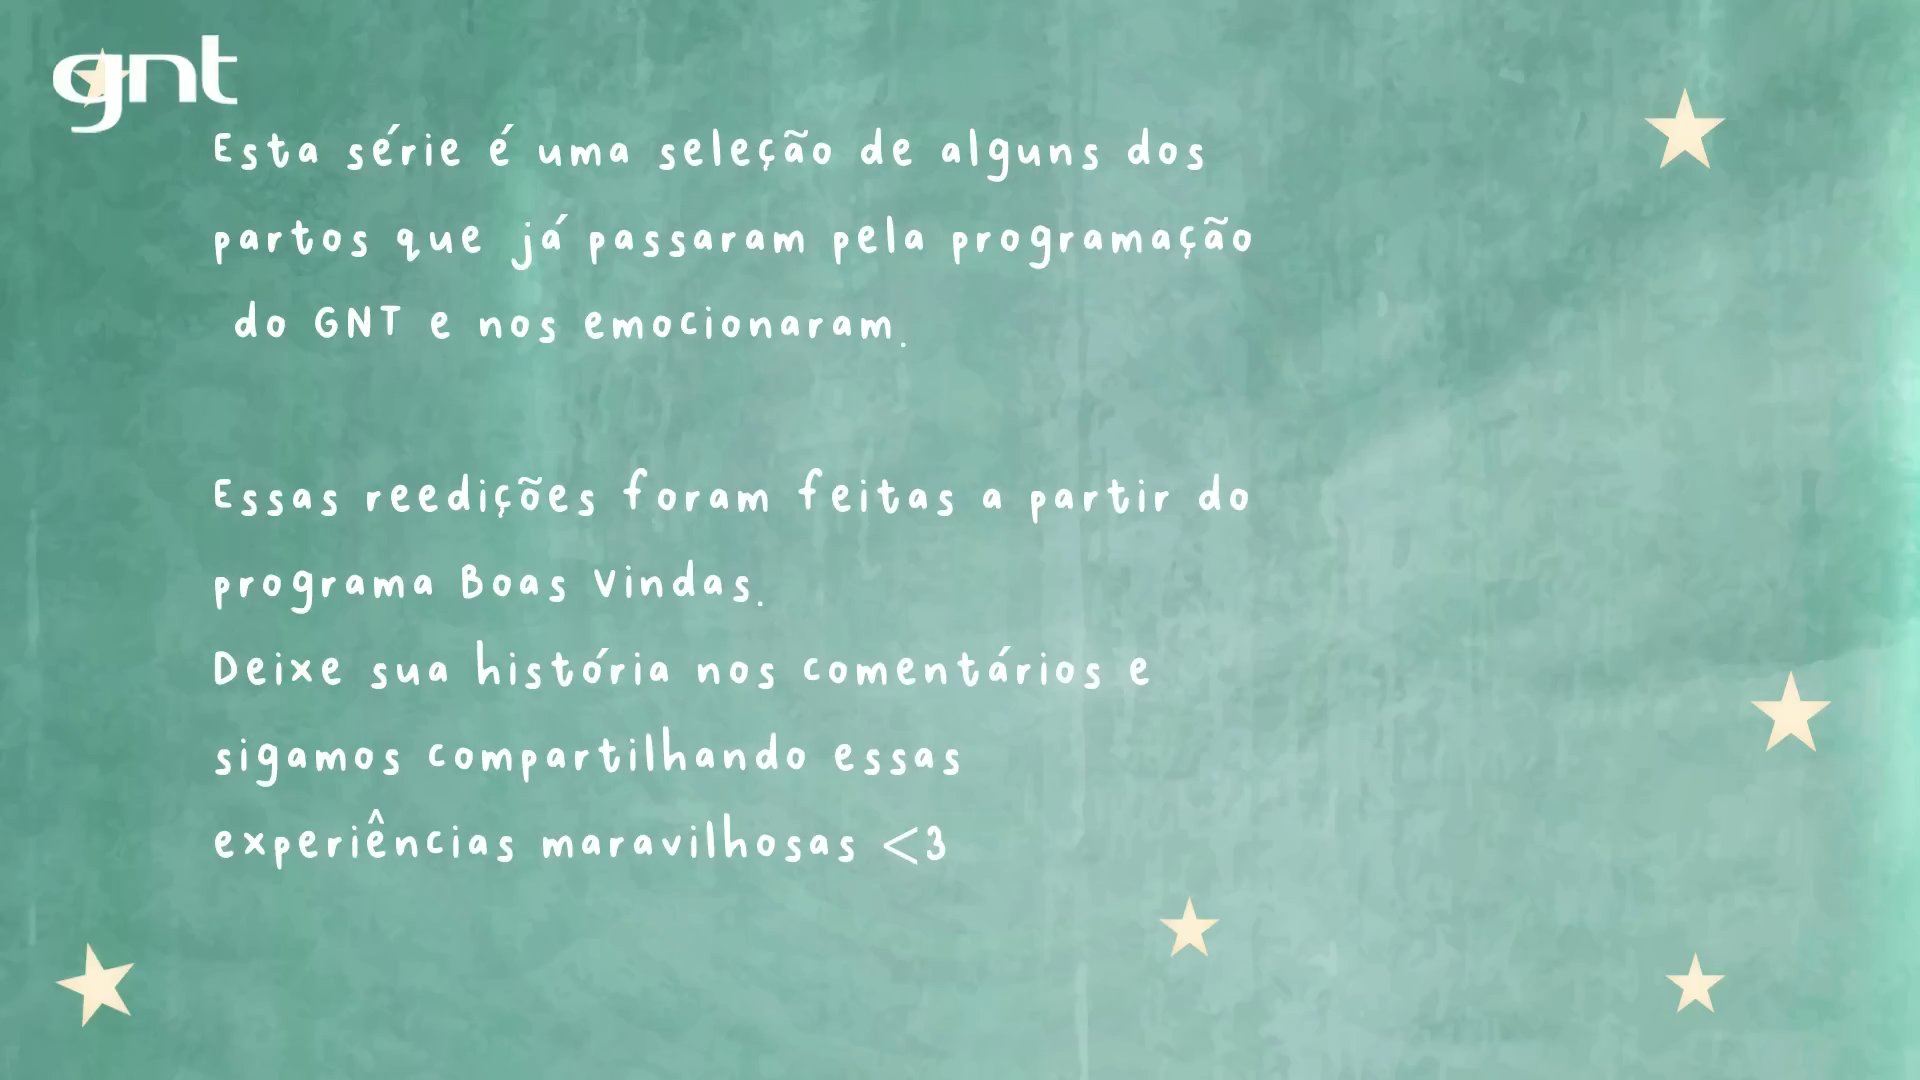 gnt
Esta série é uma seleção de alguns dos
partos que já passaram pela programação
do GNT e nos emocionaram.
Essas reedições foram feitas a partir do
programa Boas Vindas.
Deixe sua história nos comentários e
sigamos compartilhando essas
experiências maravilhosas <3